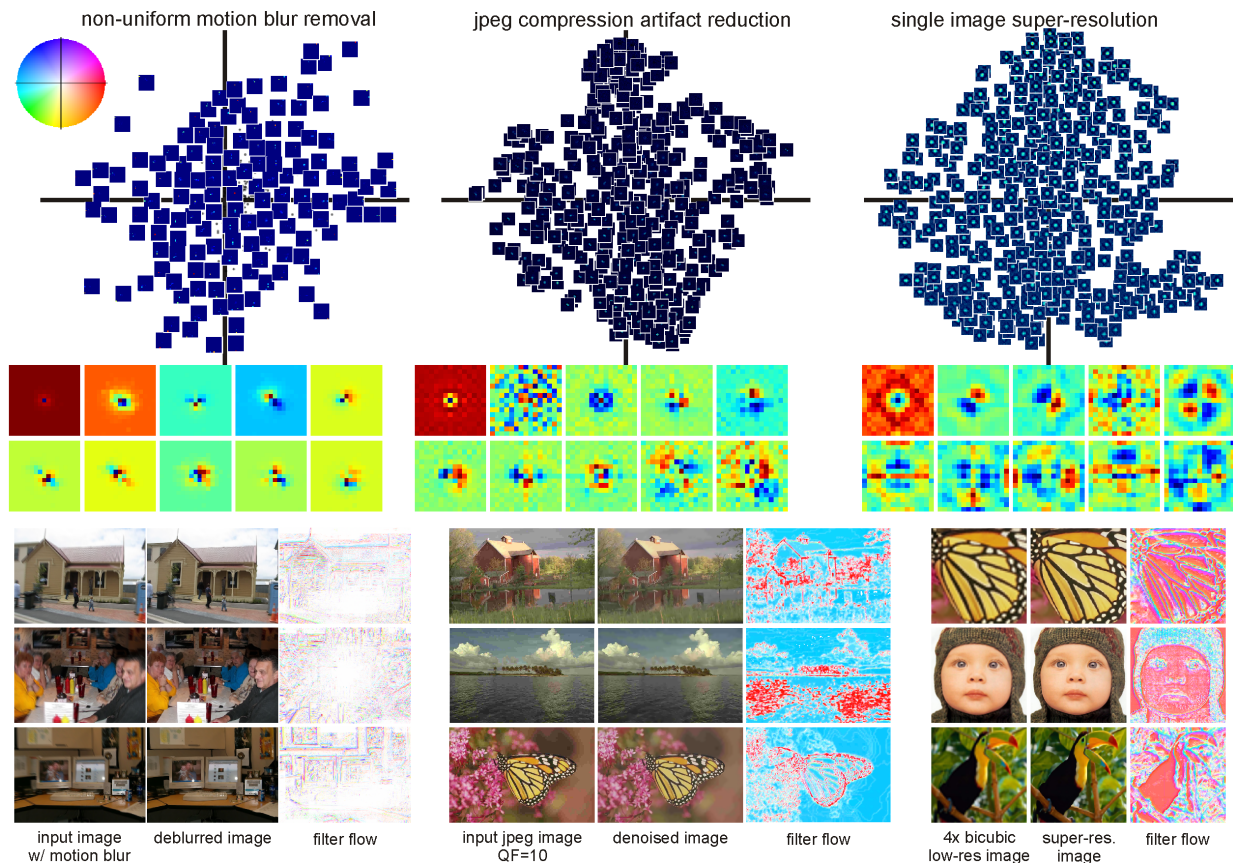 non-uniform motion blur removal
jpeg compression artifact reduction
single image super-resolution
input image
w/ motion blur
deblurred image
filter flow
input jpeg image
QF=10
denoised image
filter flow
4x bicubic
low-res image
super-res.
image
filter flow